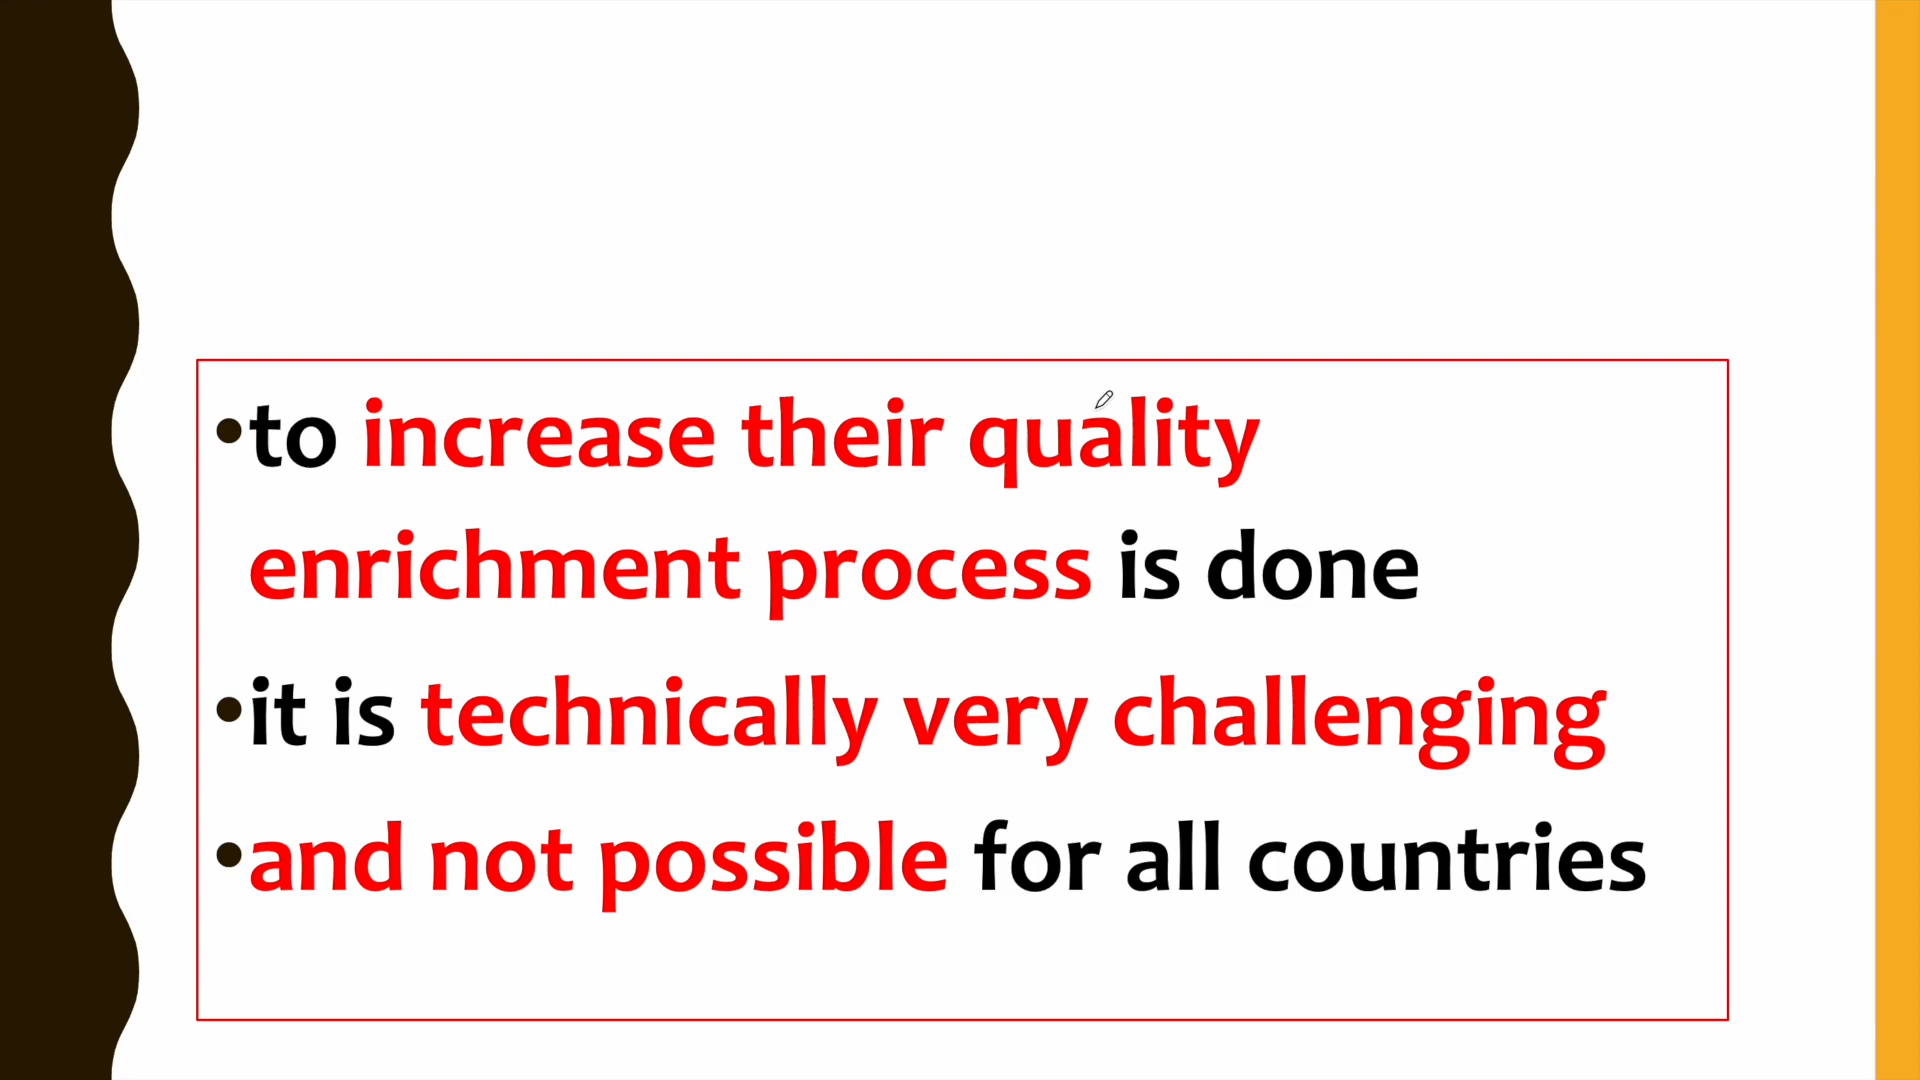 •to increase their quality
enrichment process is done
•it is technically very challenging
•and not possible for all countries